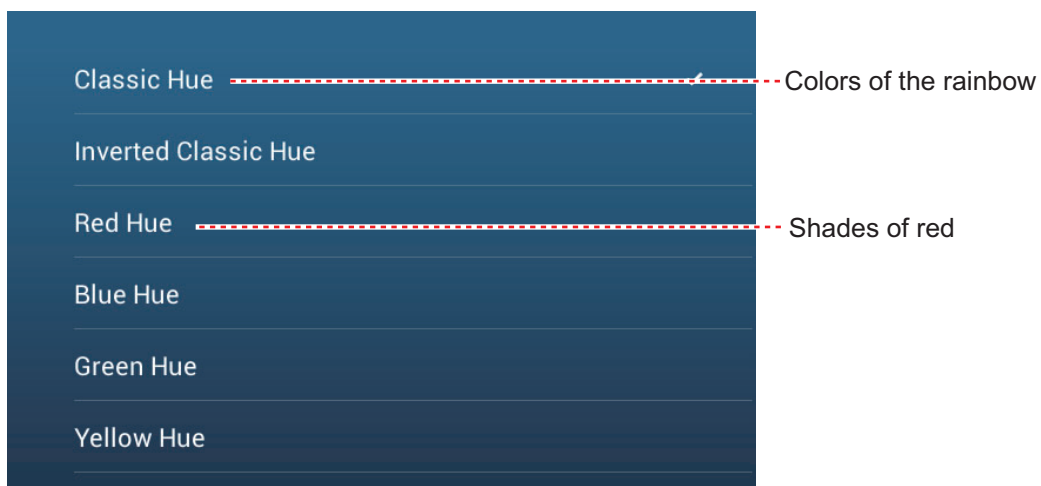 Classic Hue
Colors of the rainbow
Inverted Classic Hue
Red Hue
Shades of red
Blue Hue
Green Hue
Yellow Hue